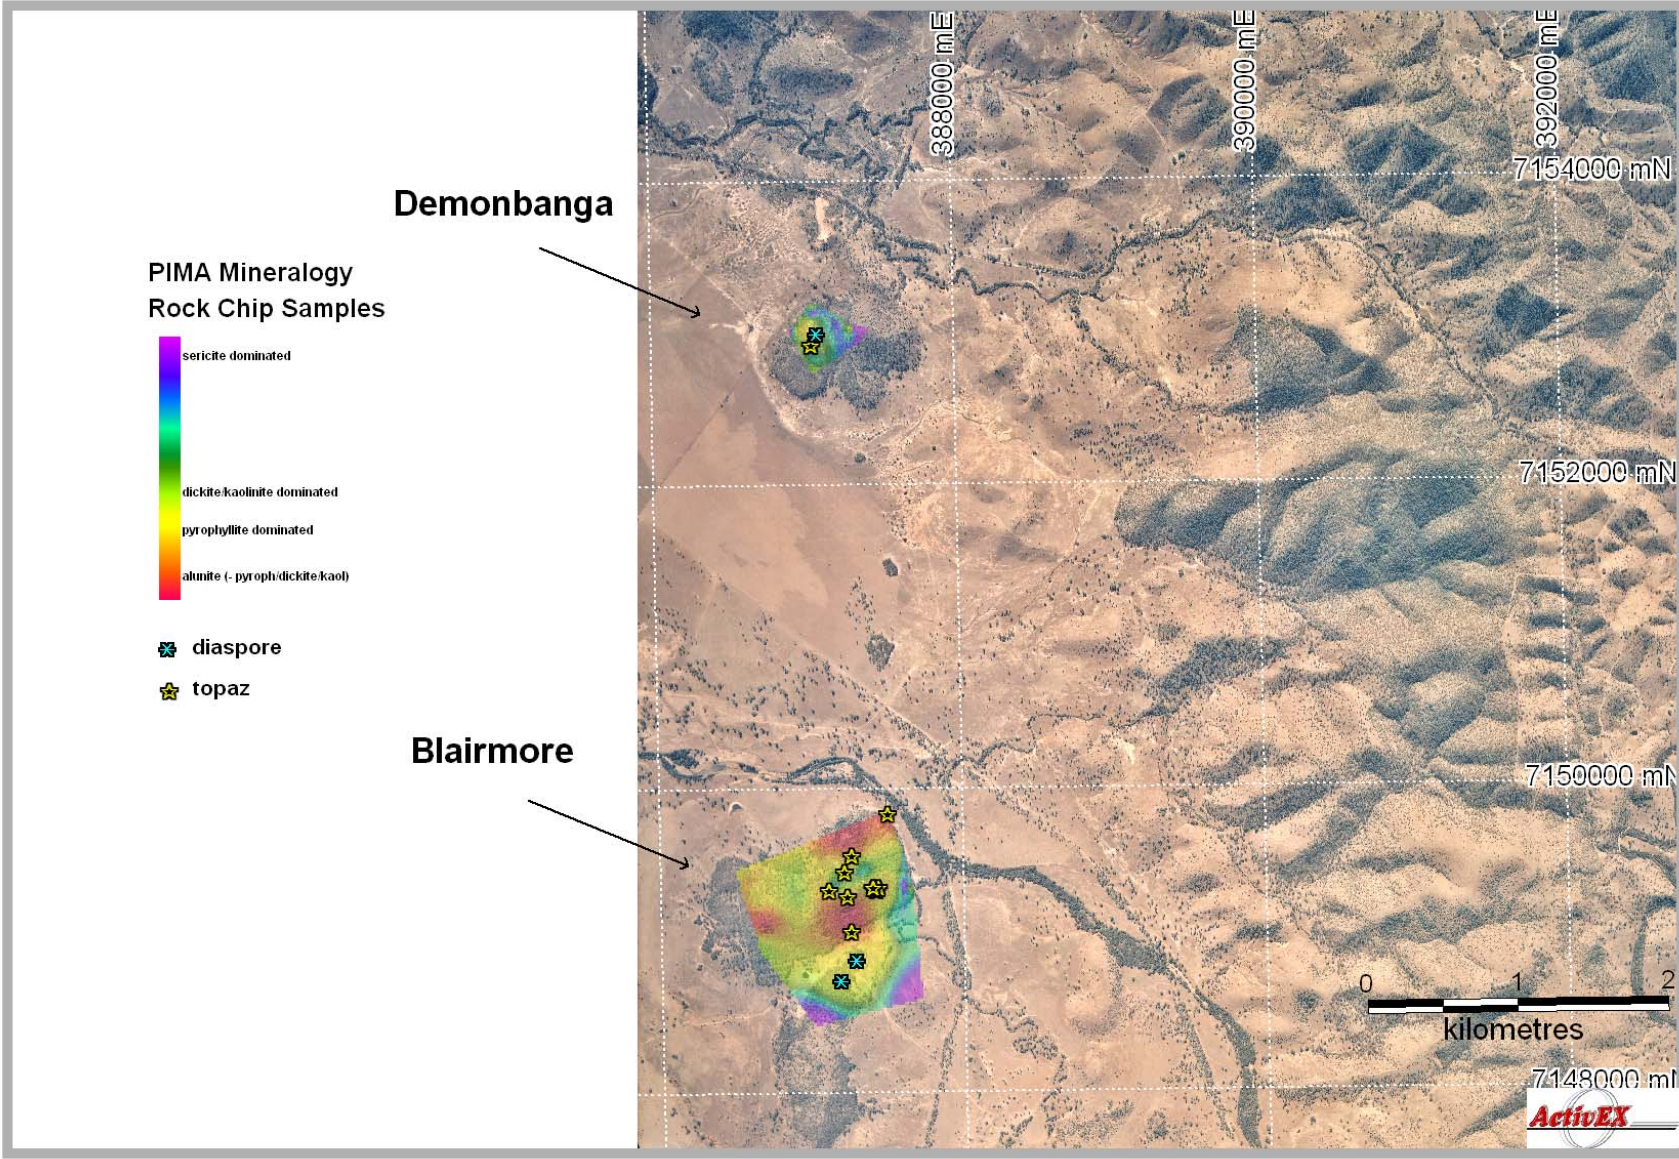 388000 mE
390000 mE
392000 mE
7154000 mN
Demonbanga
PIMA Mineralogy
Rock Chip Samples
sericite dominated
7152000 mN
dickite/kaolinite dominated
pyrophyllite dominated
alunite (- pyroph/dickite/kaol)
diaspore
topaz
Blairmore
7150000 mN
0 1 2
kilometres
7148000 mN
ActivEX